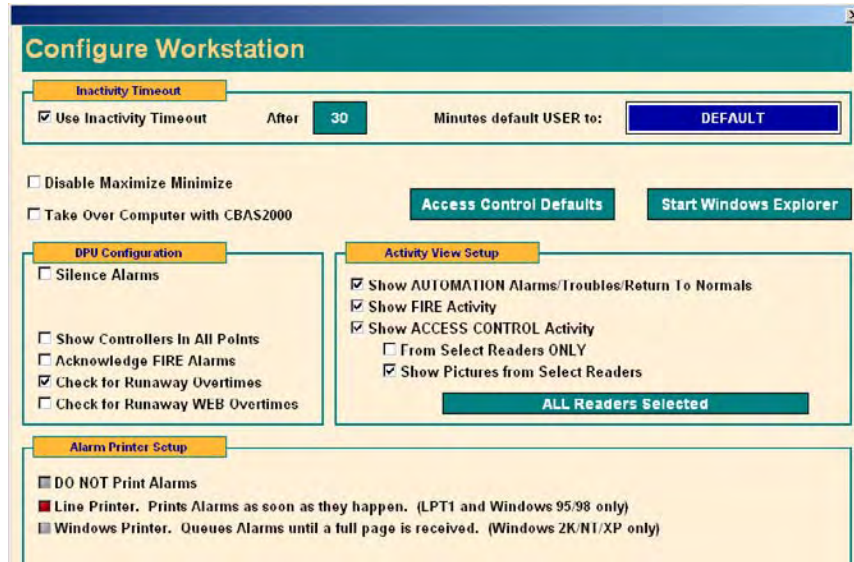 Configure Workstation
Inactivity Timeout
Use Inactivity Timeout After 30 Minutes default USER to: DEFAULT
Disable Maximize Minimize
Take Over Computer with CBAS2000
Access Control Defaults Start Windows Explorer
DPU Configuration
Silence Alarms
Show Controllers In All Points
Acknowledge FIRE Alarms
Check for Runaway Overtimes
Check for Runaway WEB Overtimes
Activity View Setup
Show AUTOMATION Alarms/Troubles/Return To Normals
Show FIRE Activity
Show ACCESS CONTROL Activity
From Select Readers ONLY
Show Pictures from Select Readers
ALL Readers Selected
Alarm Printer Setup
DO NOT Print Alarms
Line Printer. Prints Alarms as soon as they happen. (LPT1 and Windows 95/98 only)
Windows Printer. Queues Alarms until a full page is received. (Windows 2K/NT/XP only)